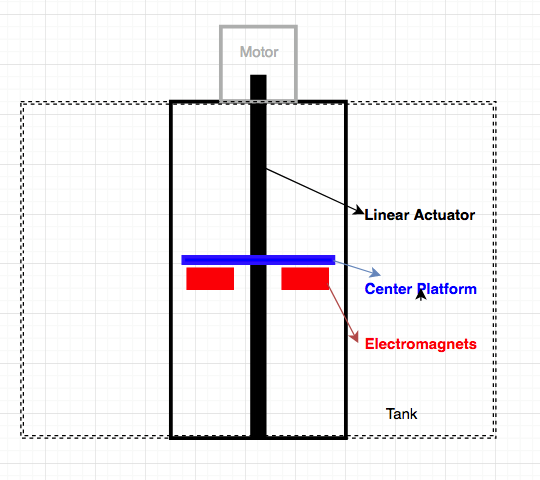 Motor
Linear Actuator
Center Platform
Electromagnets
Tank